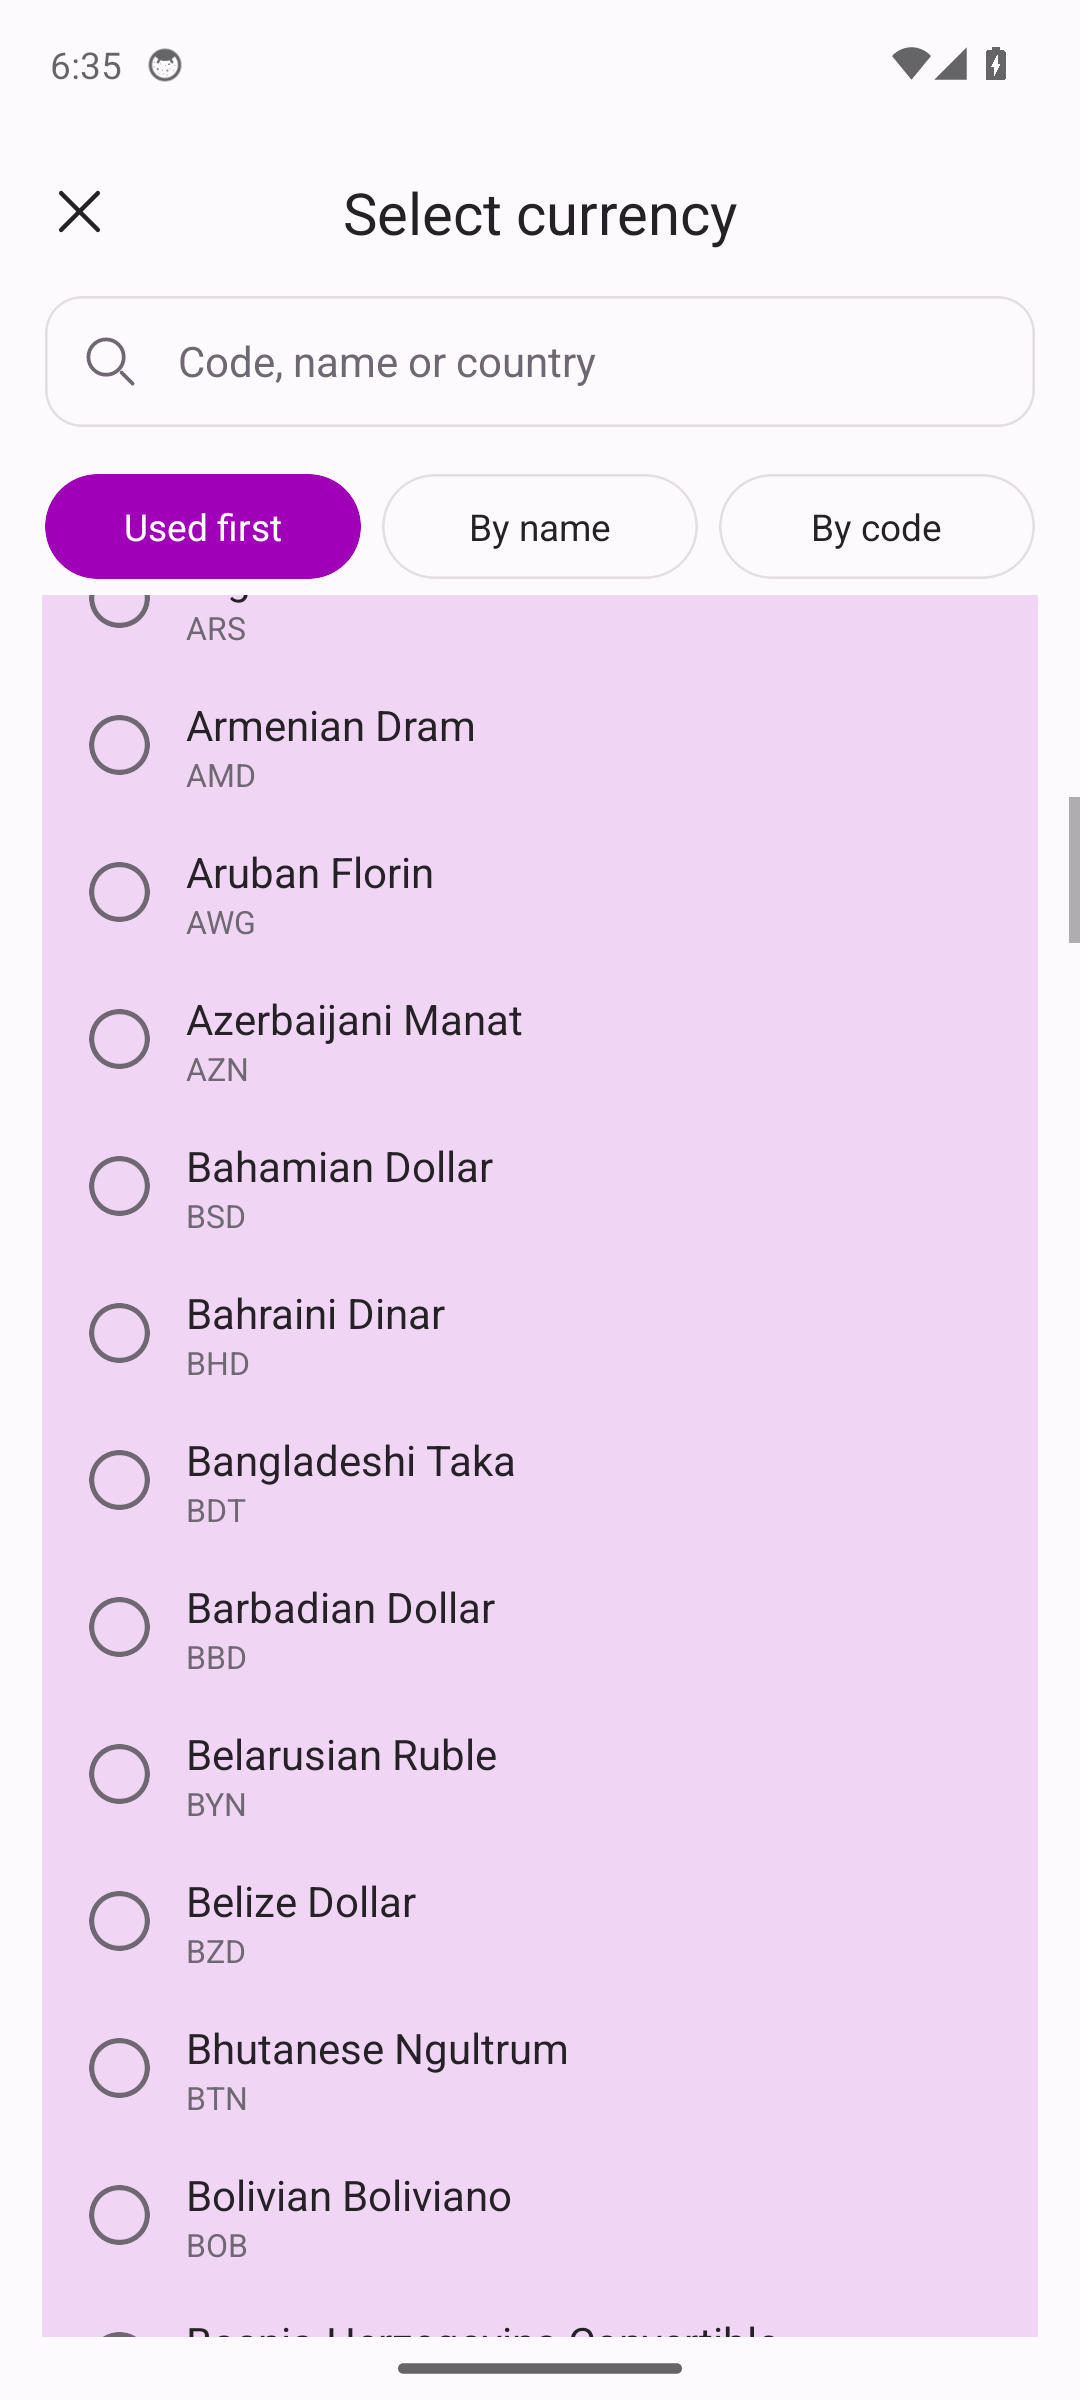 6:35
Select currency
Code, name or country
Used first
By name
By code
ARS
Armenian Dram
AMD
Aruban Florin
AWG
Azerbaijani Manat
AZN
Bahamian Dollar
BSD
Bahraini Dinar
BHD
Bangladeshi Taka
BDT
Barbadian Dollar
BBD
Belarusian Ruble
BYN
Belize Dollar
BZD
Bhutanese Ngultrum
BTN
Bolivian Boliviano
BOB